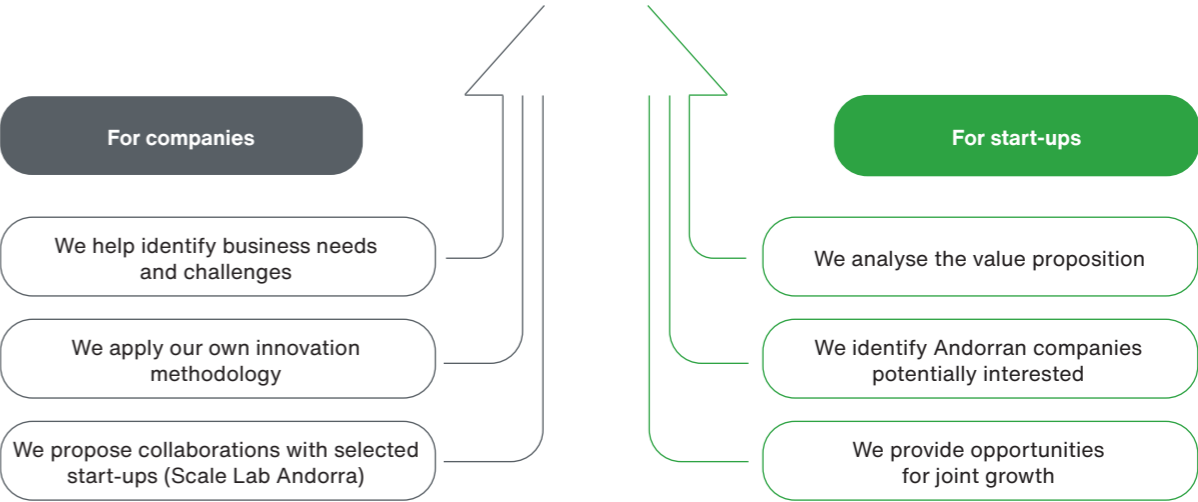 For companies
We help identify business needs
and challenges
We apply our own innovation
methodology
We propose collaborations with selected
start-ups (Scale Lab Andorra)
For start-ups
We analyse the value proposition
We identify Andorran companies
potentially interested
We provide opportunities
for joint growth